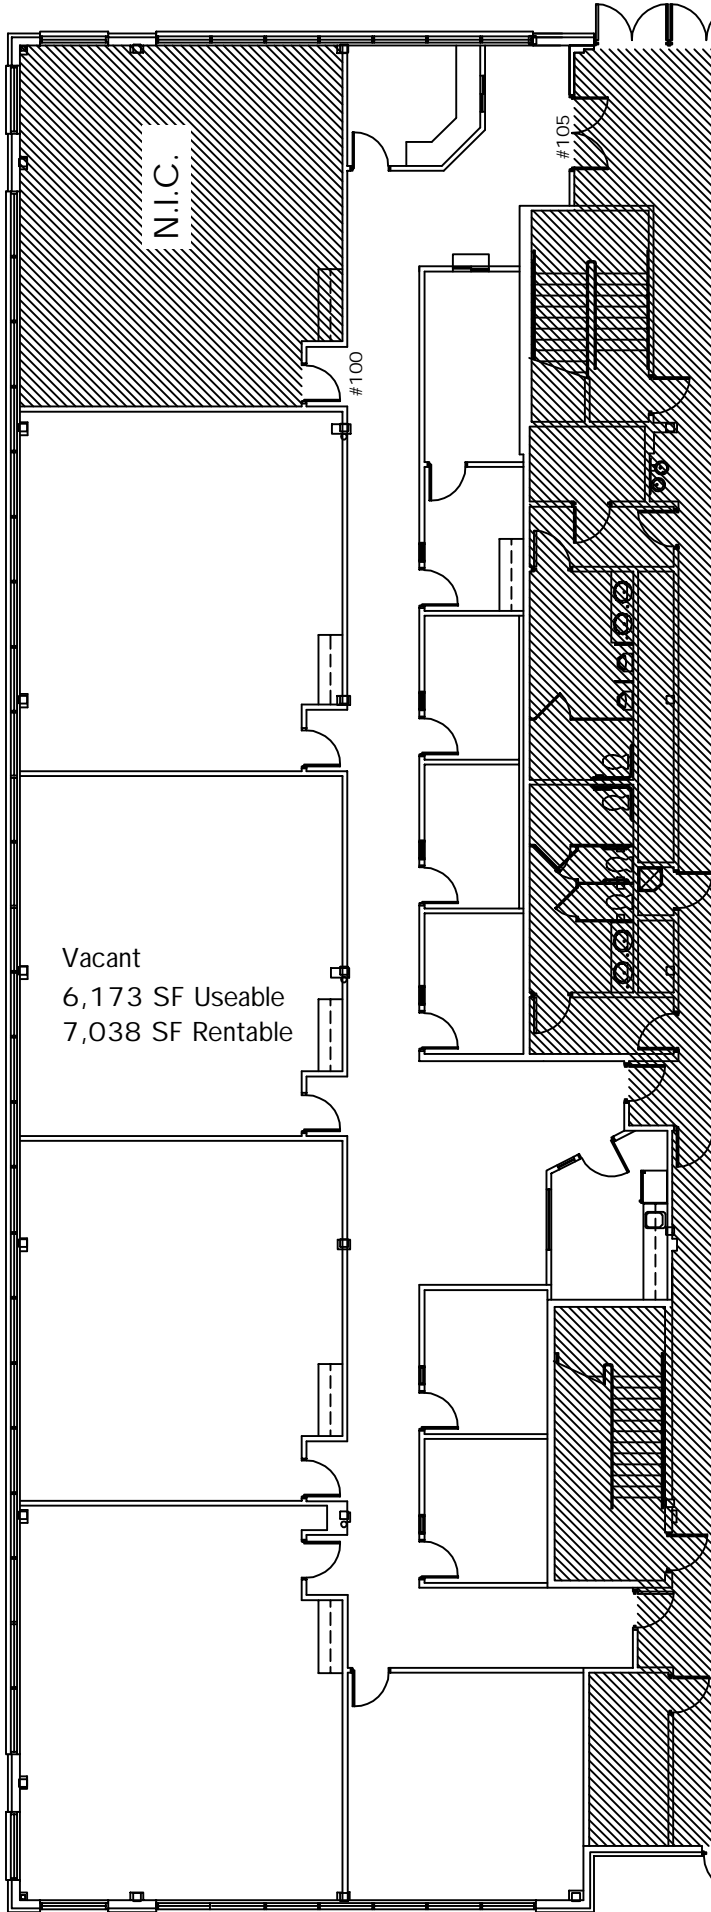 N.I.C.
#105
#100
Vacant
6,173 SF Useable
7,038 SF Rentable